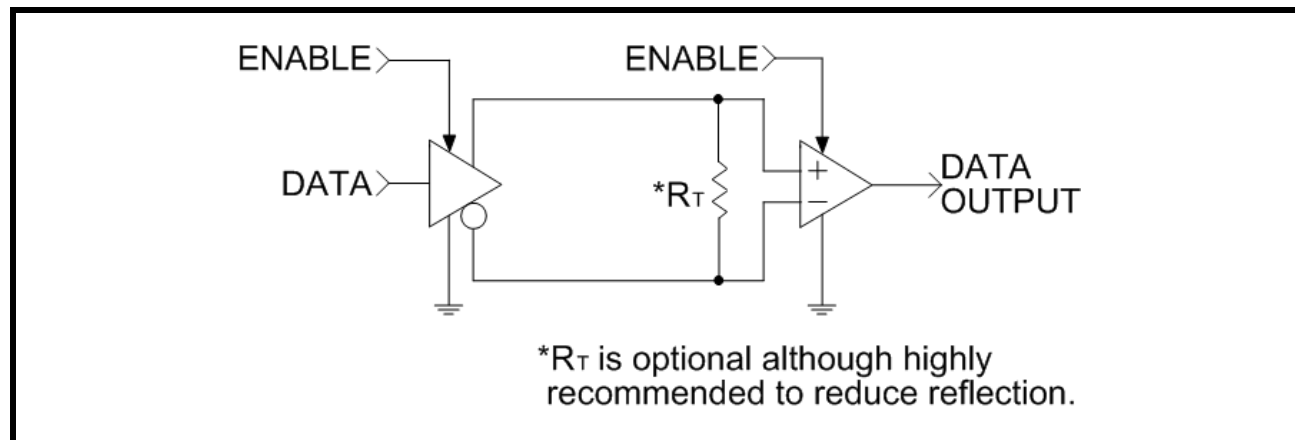 ENABLE
ENABLE
DATA
*RT
+
−
DATA
OUTPUT
*RT is optional although highly
recommended to reduce reflection.